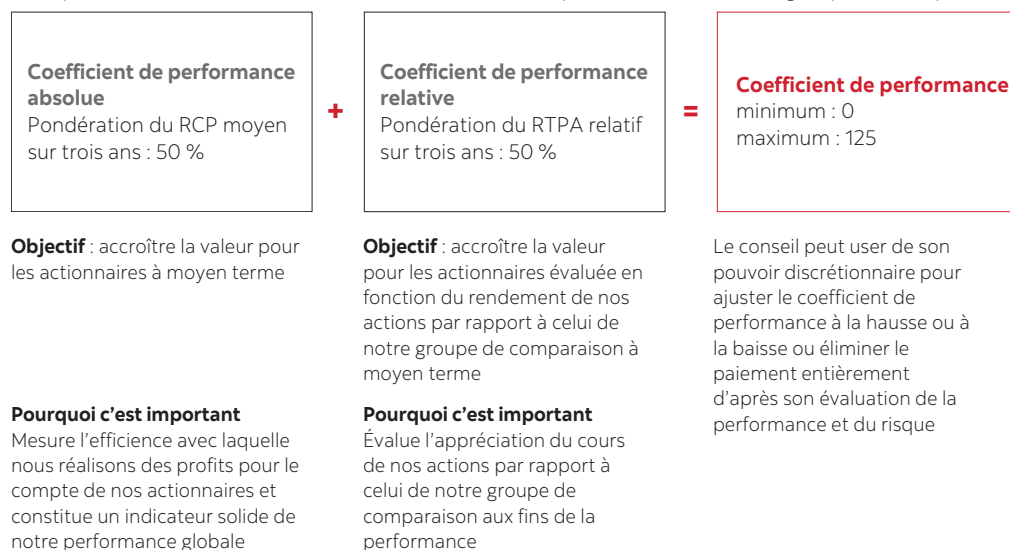 Coefficient de performance
absolue
Pondération du RCP moyen
sur trois ans : 50 %
+
Coefficient de performance
relative
Pondération du RTPA relatif
sur trois ans : 50 %
=
Coefficient de performance
minimum : 0
maximum : 125
Objectif : accroître la valeur pour
les actionnaires à moyen terme
Pourquoi c’est important
Mesure l’efficience avec laquelle
nous réalisons des profits pour le
compte de nos actionnaires et
constitue un indicateur solide de
notre performance globale
Objectif : accroître la valeur
pour les actionnaires évaluée en
fonction du rendement de nos
actions par rapport à celui de
notre groupe de comparaison à
moyen terme
Pourquoi c’est important
Évalue l’appréciation du cours
de nos actions par rapport à
celui de notre groupe de
comparaison aux fins de la
performance
Le conseil peut user de son
pouvoir discrétionnaire pour
ajuster le coefficient de
performance à la hausse ou à
la baisse ou éliminer le
paiement entièrement
d’après son évaluation de la
performance et du risque